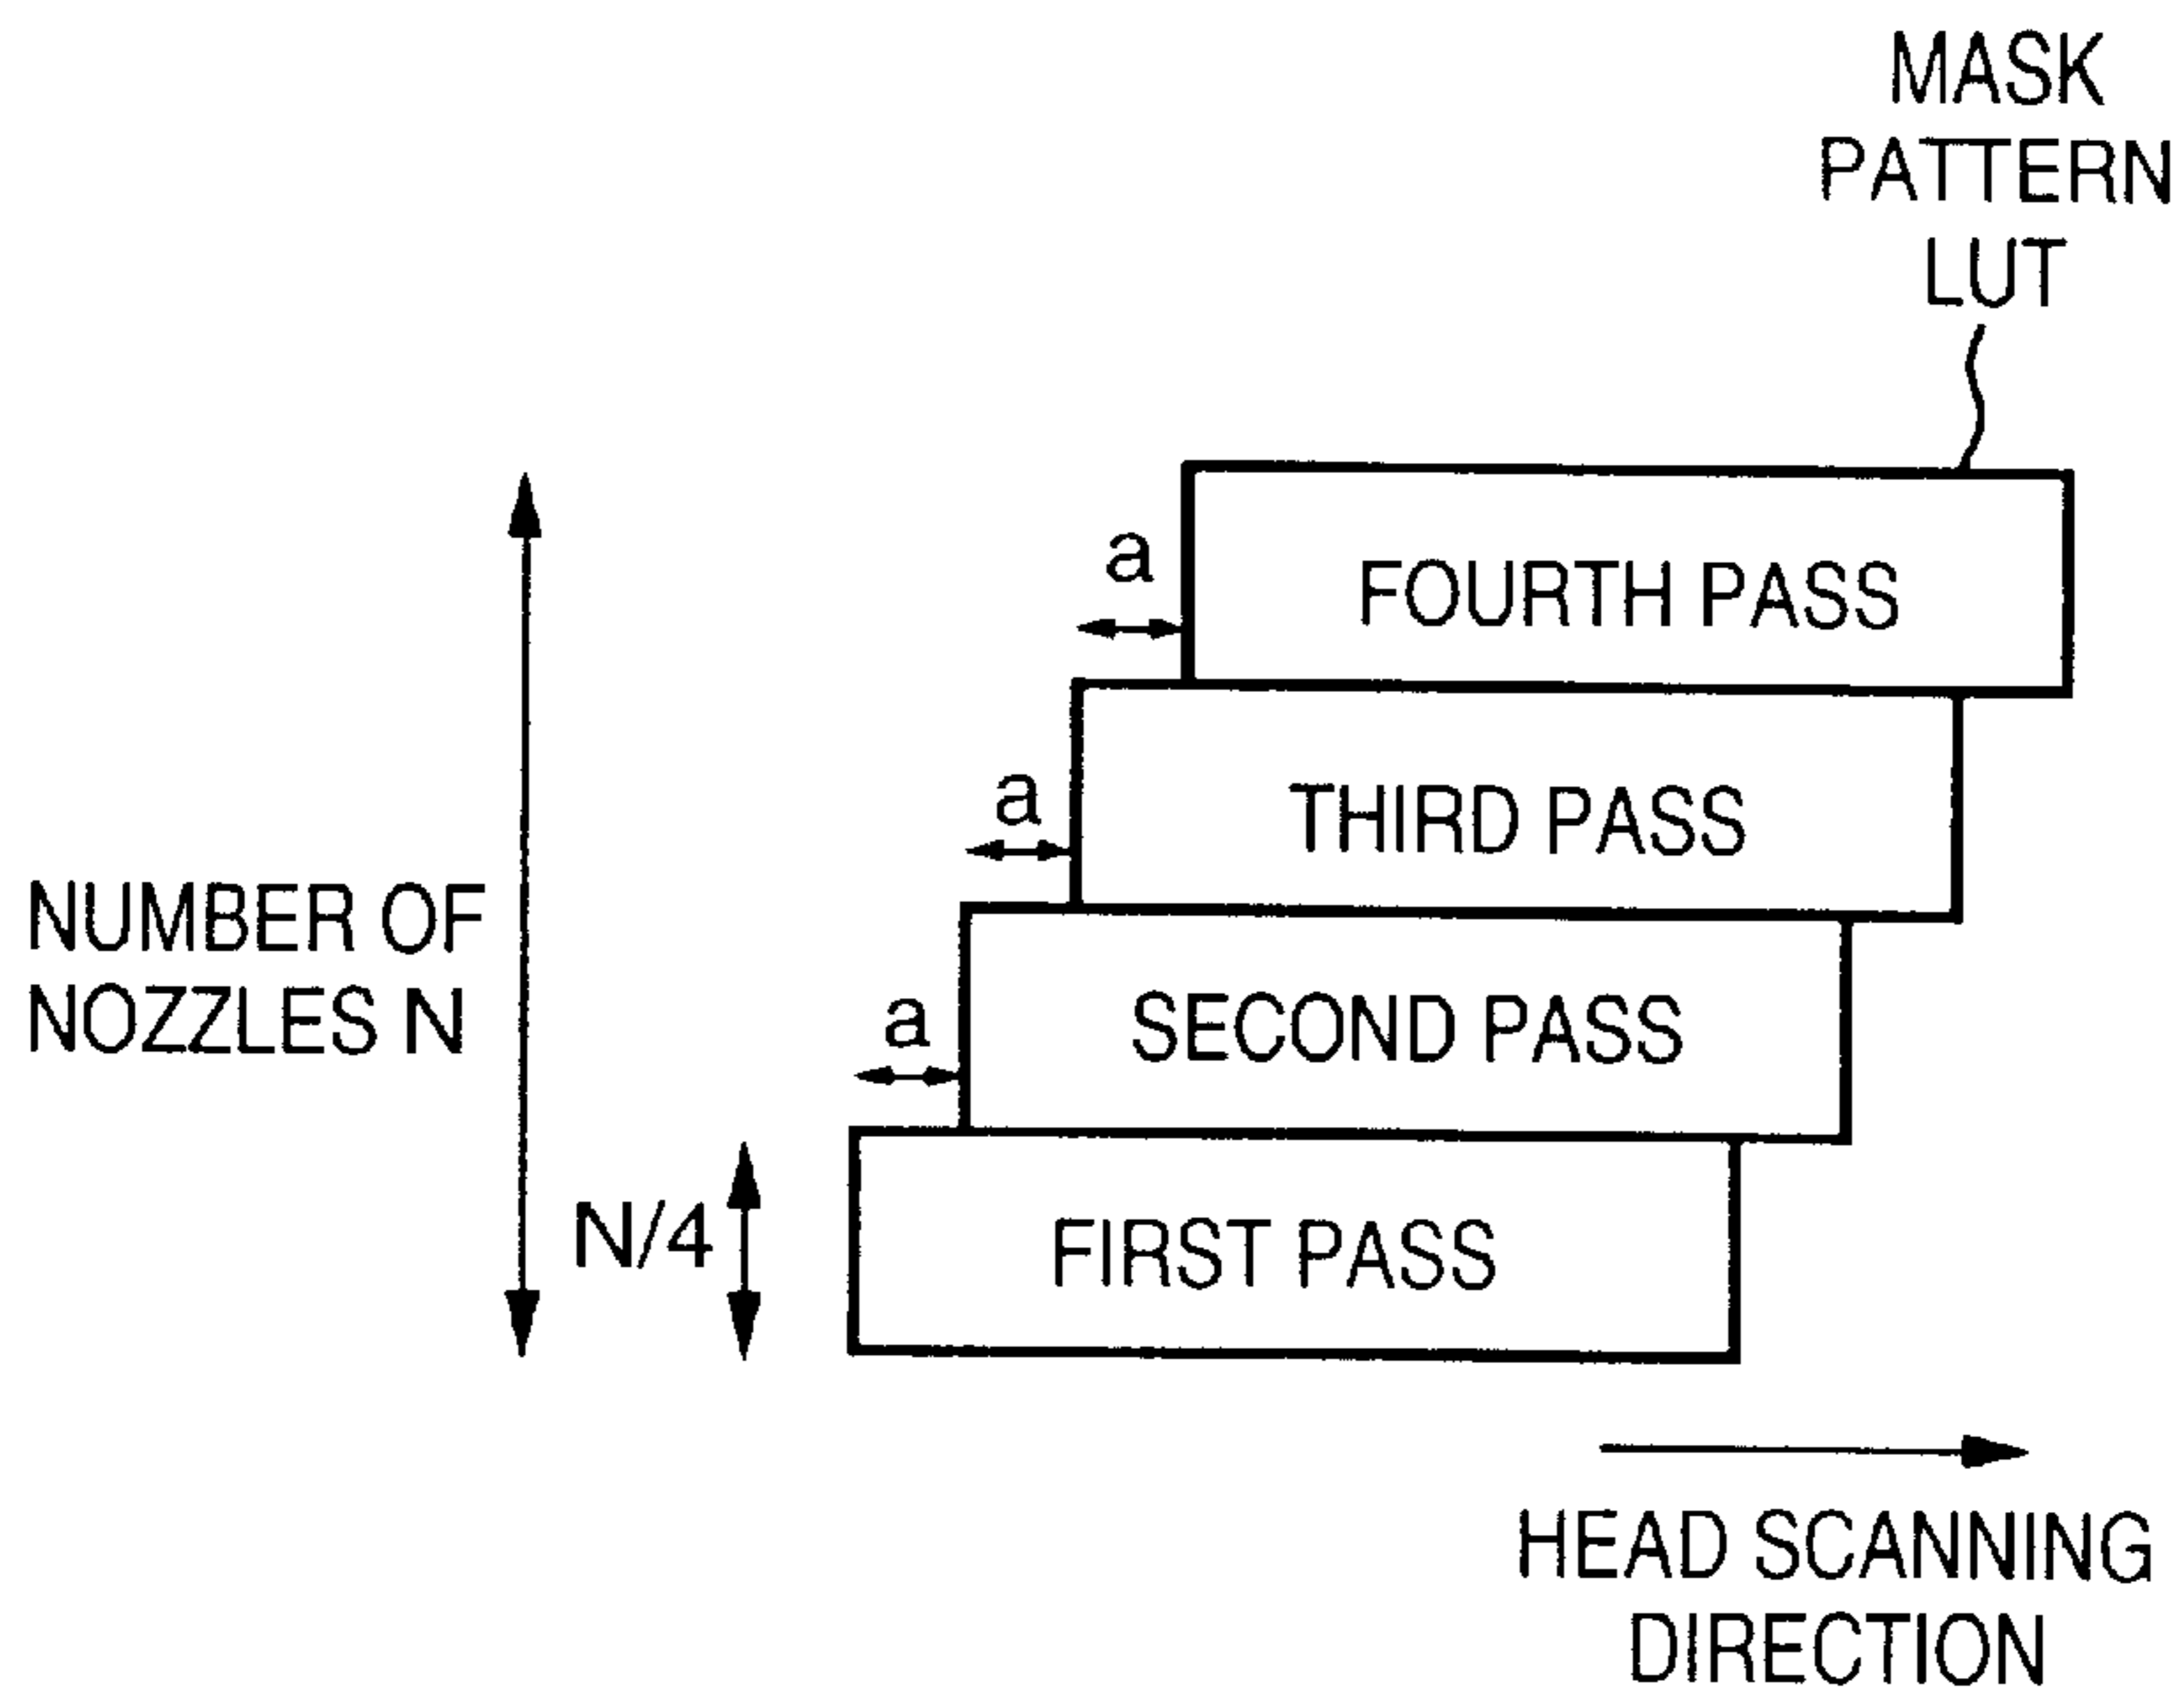 MASK
PATTERN
LUT
a
FOURTH PASS
a
THIRD PASS
NUMBER OF
NOZZLES N
a
SECOND PASS
N/4
FIRST PASS
HEAD SCANNING
DIRECTION